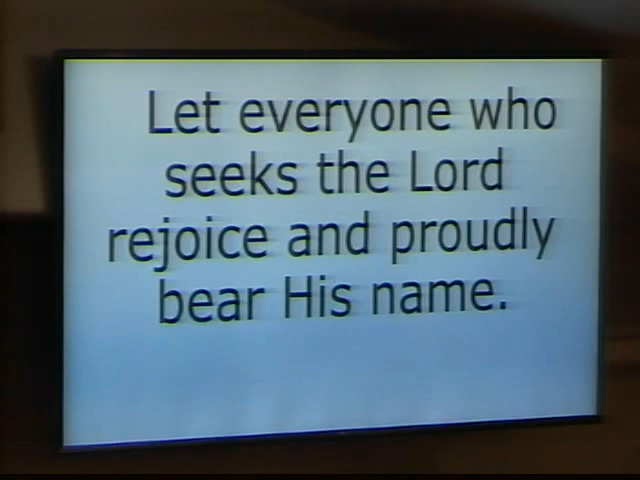 Let everyone who
seeks the Lord
rejoice and proudly
bear His name.